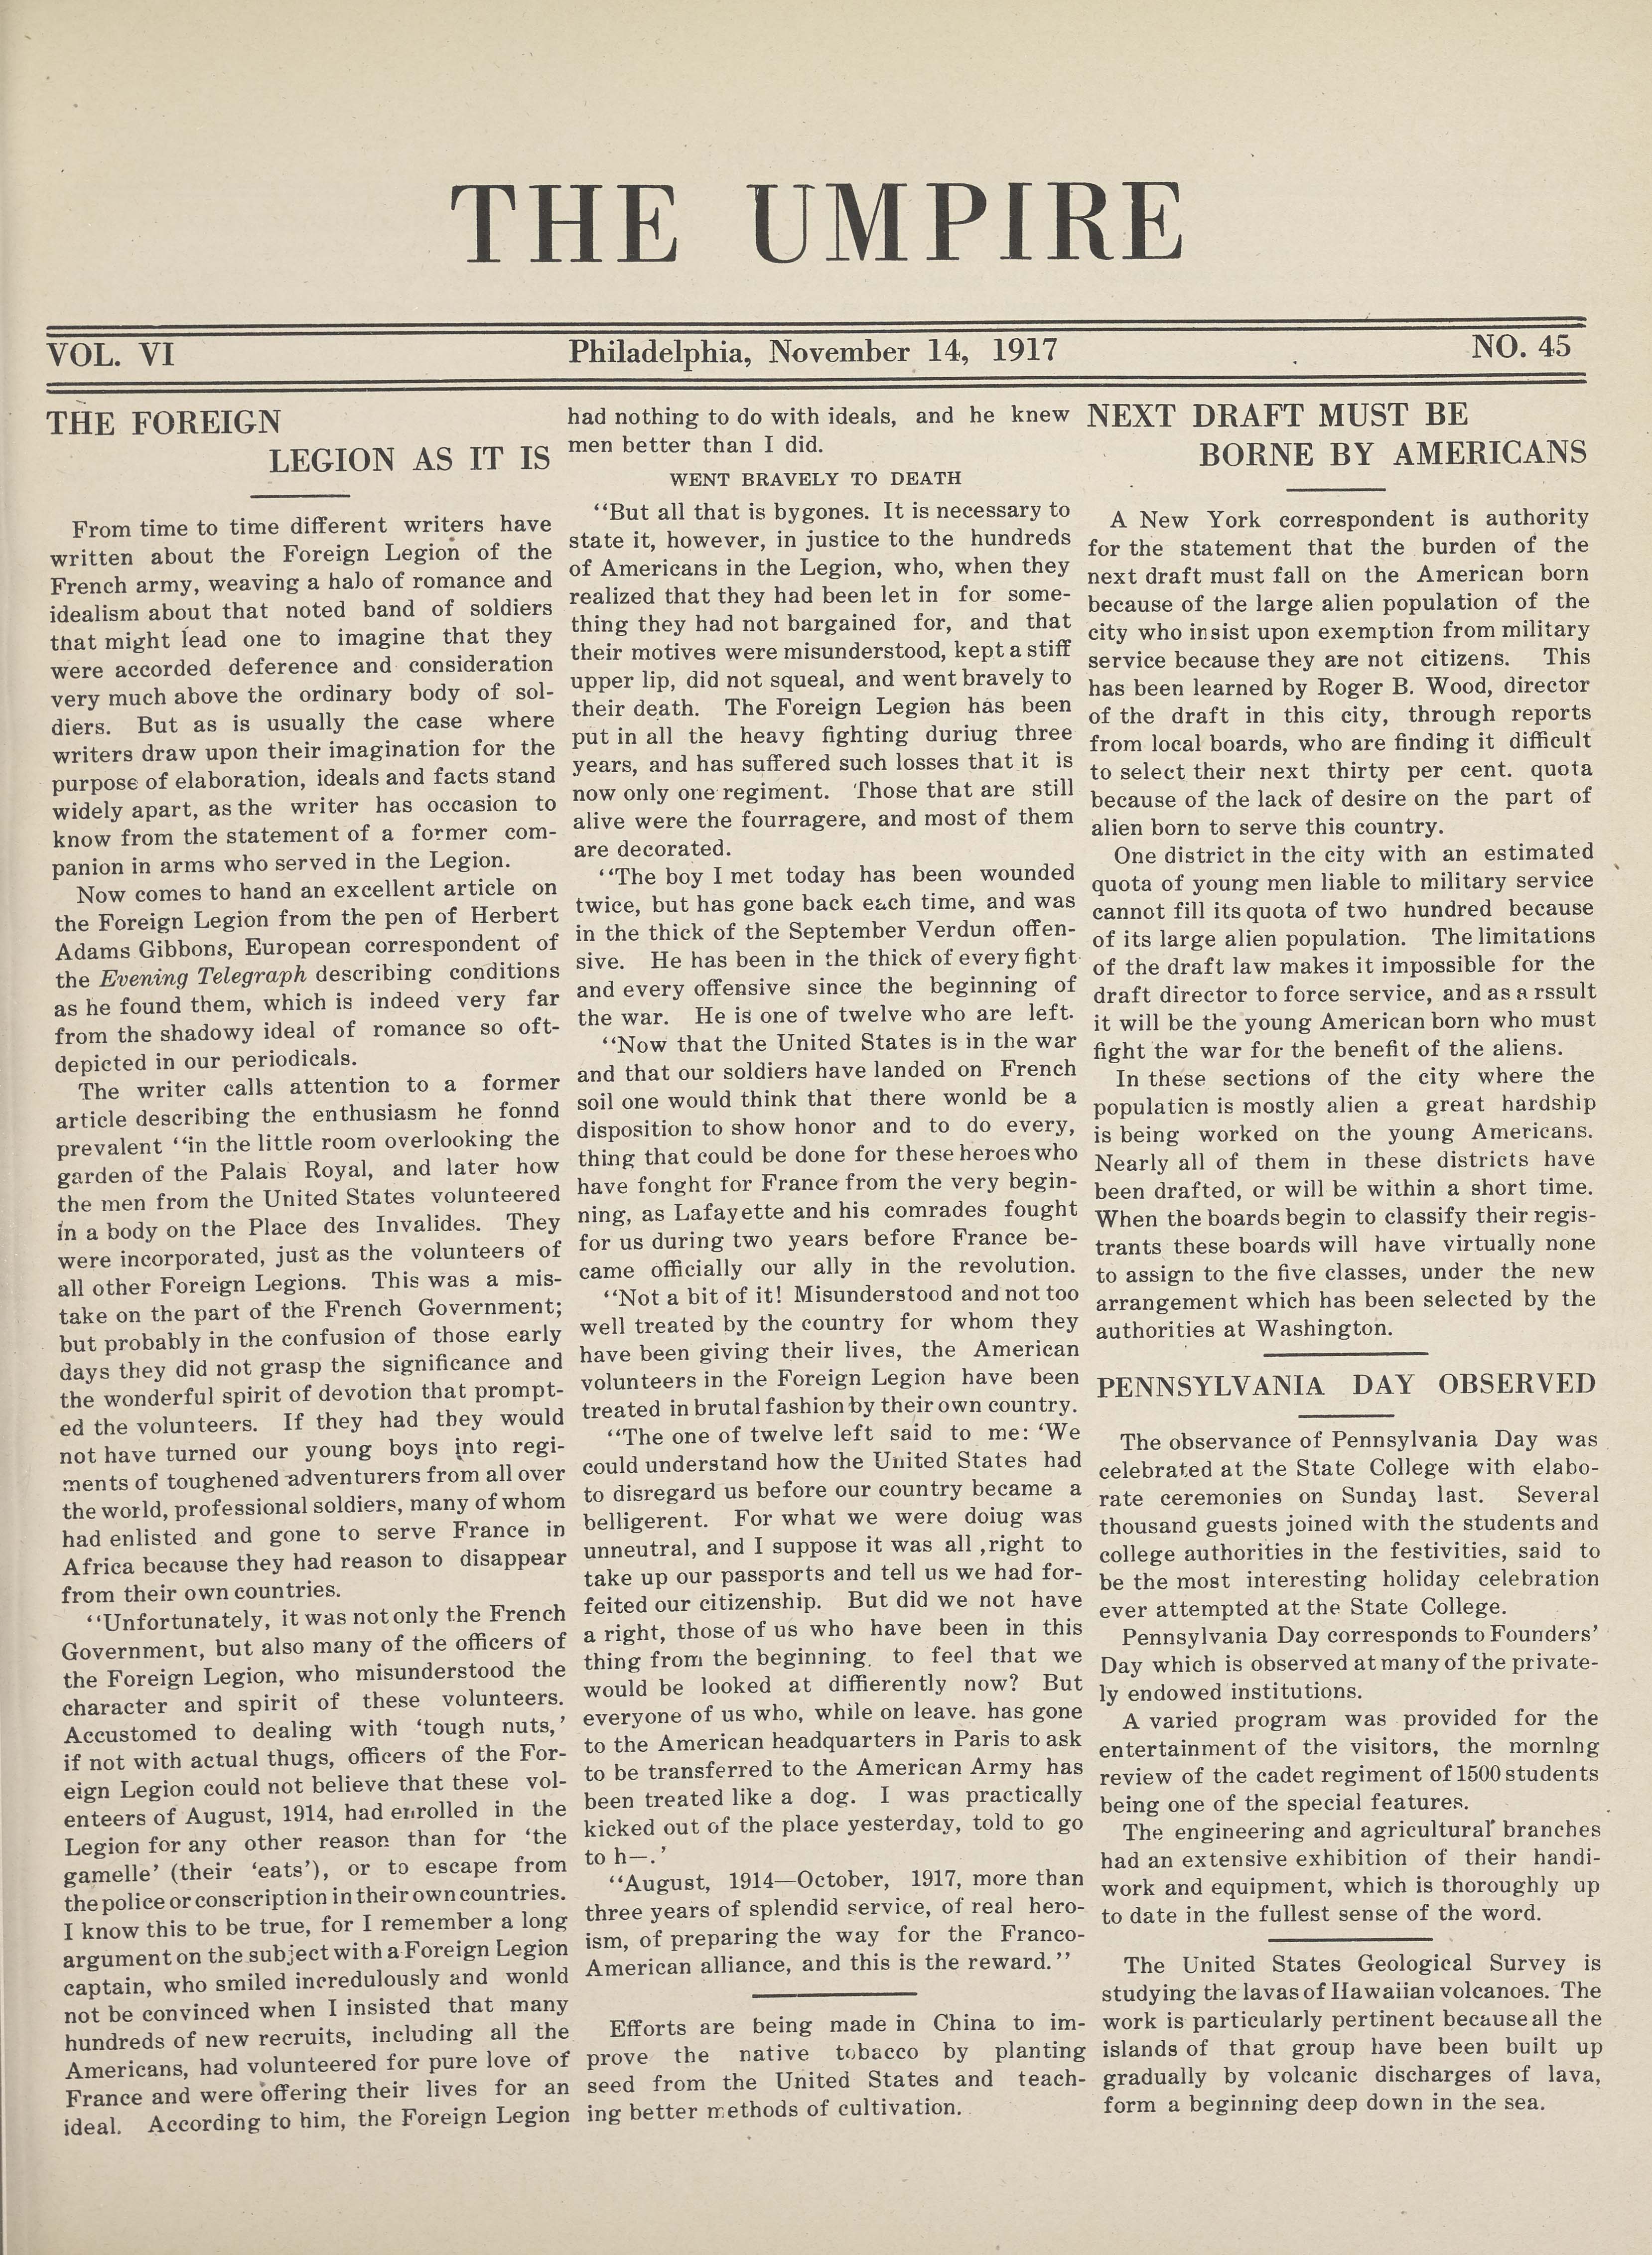 THE UMPIRE
VOL. VI
Philadelphia, November 14, 1917
NO. 45
THE FOREIGN
LEGION AS IT IS
From time to time different writers have
written about the Foreign Legion of the
French army, weaving a halo of romance and
idealism about that noted band of soldiers
that might lead one to imagine that they
were accorded deference and consideration
very much above the ordinary body of sol-
diers. But as is usually the case where
writers draw upon their imagination for the
purpose of elaboration, ideals and facts stand
widely apart, as the writer has occasion to
know from the statement of a former com-
panion in arms who served in the Legion.
Now comes to hand an excellent article on
the Foreign Legion from the pen of Herbert
Adams Gibbons, European correspondent of
the Evening Telegraph describing conditions
as he found them, which is indeed very far
from the shadowy ideal of romance so oft-
depicted in our periodicals.
The writer calls attention to a former
article describing the enthusiasm he fonnd
prevalent ‘‘in the little room overlooking the
garden of the Palais Royal, and later how
the men from the United States volunteered
in a body on the Place des Invalides. They
were incorporated, just as the volunteers of
all other Foreign Legions. This was a mis-
take on the part of the French Government;
but probably in the confusion of those early
days they did not grasp the significance and
the wonderful spirit of devotion that prompt-
ed the volunteers. If they had they would
not have turned our young boys into regi-
ments of toughened adventurers from all over
the world, professional soldiers, many of whom
had enlisted and gone to serve France in
Africa because they had reason to disappear
from their own countries.
‘‘Unfortunately, it was not only the French
Government, but also many of the officers of
the Foreign Legion, who misunderstood the
character and spirit of these volunteers.
Accustomed to dealing with ‘tough nuts,’
if not with actual thugs, officers of the For-
eign Legion could not believe that these vol-
enteers of August, 1914, had enrolled in the
Legion for any other reason than for ‘the
gamelle’ (their ‘eats’), or to escape from
the police or conscription in their own countries.
I know this to be true, for I remember a long
argument on the subject with a Foreign Legion
captain, who smiled incredulously and wonld
not be convinced when I insisted that many
hundreds of new recruits, including all the
Americans, had volunteered for pure love of
France and were offering their lives for an
ideal. According to him, the Foreign Legion
had nothing to do with ideals, and he knew
men better than I did.
WENT BRAVELY TO DEATH
‘‘But all that is bygones. It is necessary to
state it, however, in justice to the hundreds
of Americans in the Legion, who, when they
realized that they had been let in for some-
thing they had not bargained for, and that
their motives were misunderstood, kept a stiff
upper lip, did not squeal, and went bravely to
their death. The Foreign Legion has been
put in all the heavy fighting duriug three
years, and has suffered such losses that it is
now only one regiment. Those that are still
alive were the fourragere, and most of them
are decorated.
‘‘The boy I met today has been wounded
twice, but has gone back each time, and was
in the thick of the September Verdun offen-
sive. He has been in the thick of every fight
and every offensive since the beginning of
the war. He is one of twelve who are left.
‘‘Now that the United States is in the war
and that our soldiers have landed on French
soil one would think that there wonld be a
disposition to show honor and to do every,
thing that could be done for these heroes who
have fonght for France from the very begin-
ning, as Lafayette and his comrades fought
for us during two years before France be-
came officially our ally in the revolution.
‘‘Not a bit of it! Misunderstood and not too
well treated by the country for whom they
have been giving their lives, the American
volunteers in the Foreign Legion have been
treated in brutal fashion by their own country.
‘‘The one of twelve left said to me: ‘We
could understand how the United States had
to disregard us before our country became a
belligerent. For what we were doiug was
unneutral, and I suppose it was all ,right to
take up our passports and tell us we had for-
feited our citizenship. But did we not have
a right, those of us who have been in this
thing from the beginning. to feel that we
would be looked at diffierently now? But
everyone of us who, while on leave. has gone
to the American headquarters in Paris to ask
to be transferred to the American Army has
been treated like a dog. I was practically
kicked out of the place yesterday, told to go
to h—.’
‘‘August, 1914—October, 1917, more than
three years of splendid service, of real hero-
ism, of preparing the way for the Franco-
American alliance, and this is the reward.’’
Efforts are being made in China to im-
prove the native tobacco by planting
seed from the United States and teach-
ing better methods of cultivation.
NEXT DRAFT MUST BE
BORNE BY AMERICANS
A New York correspondent is authority
for the statement that the burden of the
next draft must fall on the American born
because of the large alien population of the
city who insist upon exemption from military
service because they are not citizens. This
has been learned by Roger B. Wood, director
of the draft in this city, through reports
from local boards, who are finding it difficult
to select their next thirty per cent. quota
because of the lack of desire on the part of
alien born to serve this country.
One district in the city with an estimated
quota of young men liable to military service
cannot fill its quota of two hundred because
of its large alien population. The limitations
of the draft law makes it impossible for the
draft director to force service, and as a rssult
it will be the young American born who must
fight the war for the benefit of the aliens.
In these sections of the city where the
population is mostly alien a great hardship
is being worked on the young Americans.
Nearly all of them in these districts have
been drafted, or will be within a short time.
When the boards begin to classify their regis-
trants these boards will have virtually none
to assign to the five classes, under the new
arrangement which has been selected by the
authorities at Washington.
PENNSYLVANIA DAY OBSERVED
The observance of Pennsylvania Day was
celebrated at the State College with elabo-
rate ceremonies on Sunday last. Several
thousand guests joined with the students and
college authorities in the festivities, said to
be the most interesting holiday celebration
ever attempted at the State College.
Pennsylvania Day corresponds to Founders’
Day which is observed at many of the private-
ly endowed institutions.
A varied program was provided for the
entertainment of the visitors, the mornlng
review of the cadet regiment of 1500 students
being one of the special features.
The engineering and agricultural branches
had an extensive exhibition of their handi-
work and equipment, which is thoroughly up
to date in the fullest sense of the word.
The United States Geological Survey is
studying the lavas of Hawaiian volcanoes. The
work is particularly pertinent because all the
islands of that group have been built up
gradually by volcanic discharges of lava,
form a beginning deep down in the sea.